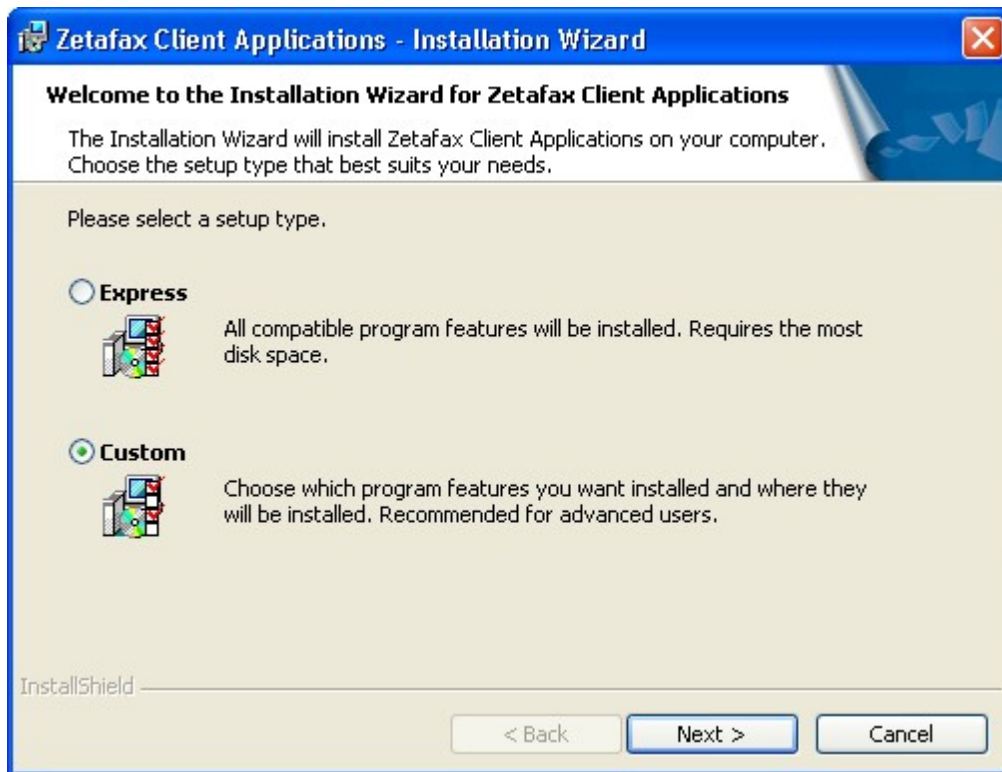 Zetafax Client Applications - Installation Wizard
Welcome to the Installation Wizard for Zetafax Client Applications
The Installation Wizard will install Zetafax Client Applications on your computer.
Choose the setup type that best suits your needs.
Please select a setup type.
Express
All compatible program features will be installed. Requires the most
disk space.
Custom
Choose which program features you want installed and where they
will be installed. Recommended for advanced users.
InstallShield
< Back
Next >
Cancel